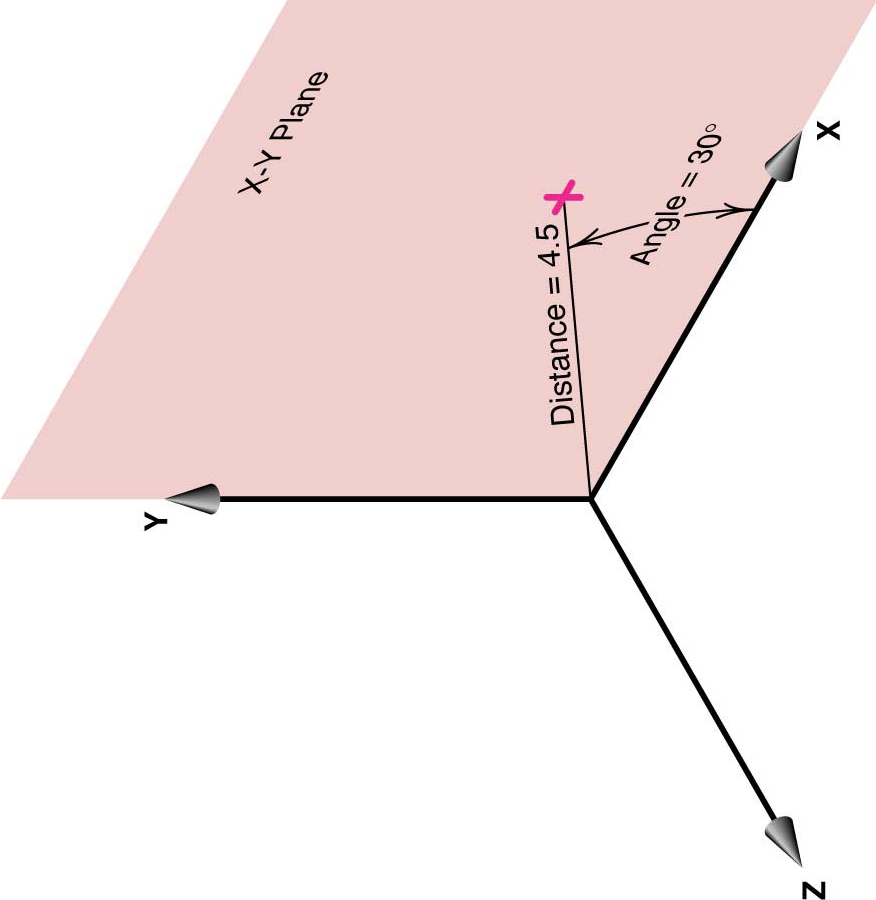 X-Y Plane
Distance = 4.5
Angle = 30°
X
Y
Z